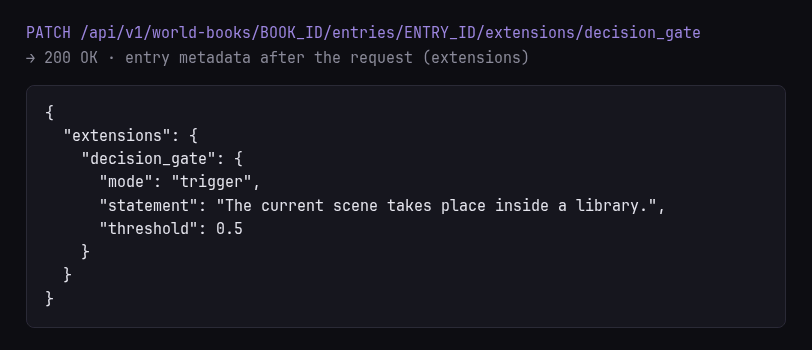 PATCH /api/v1/world-books/BOOK_ID/entries/ENTRY_ID/extensions/decision_gate
→ 200 OK · entry metadata after the request (extensions)
{
  "extensions": {
    "decision_gate": {
      "mode": "trigger",
      "statement": "The current scene takes place inside a library.",
      "threshold": 0.5
    }
  }
}